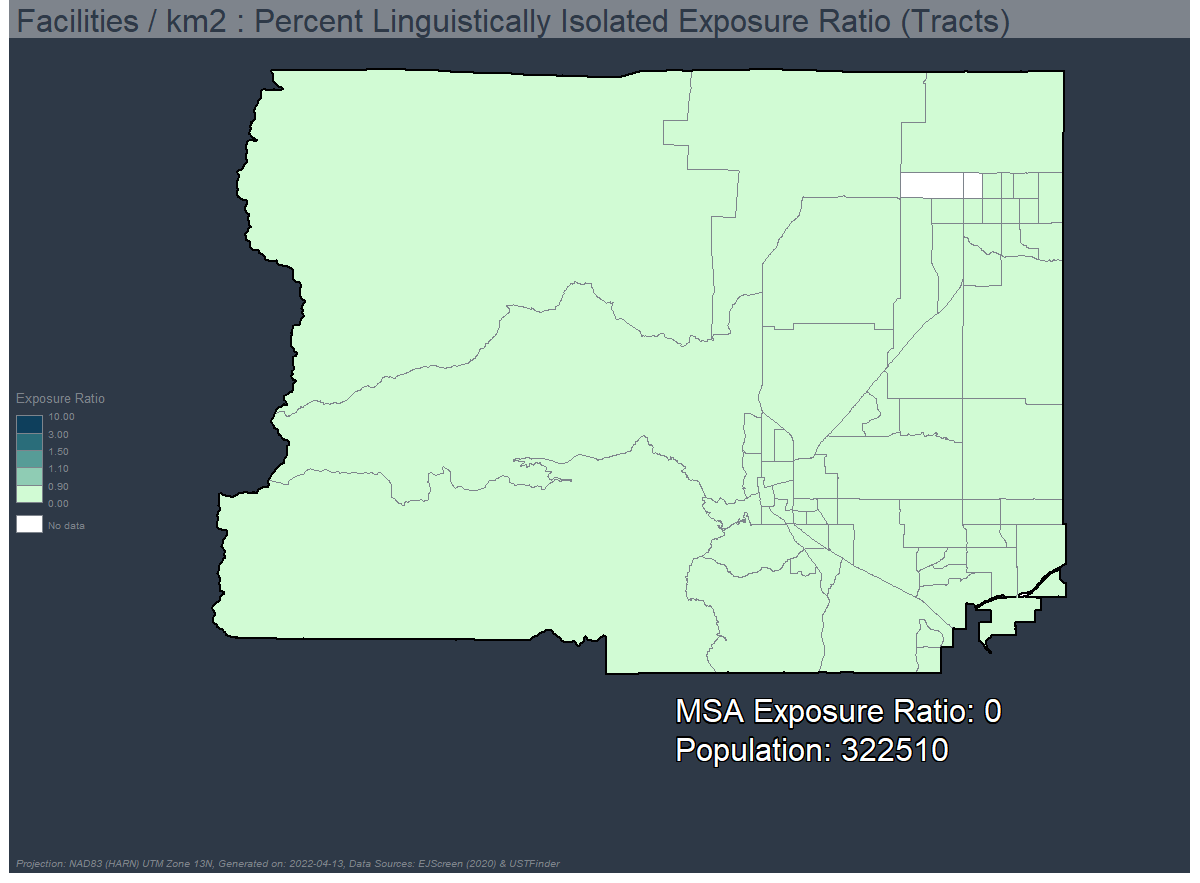 Facilities / km2 : Percent Linguistically Isolated Exposure Ratio (Tracts)
Exposure Ratio
10.00
3.00
1.50
1.10
0.90
0.00
No data
MSA Exposure Ratio: 0
Population: 322510
Projection: NAD83 (HARN) UTM Zone 13N, Generated on: 2022-04-13, Data Sources: EJScreen (2020) & USTFinder